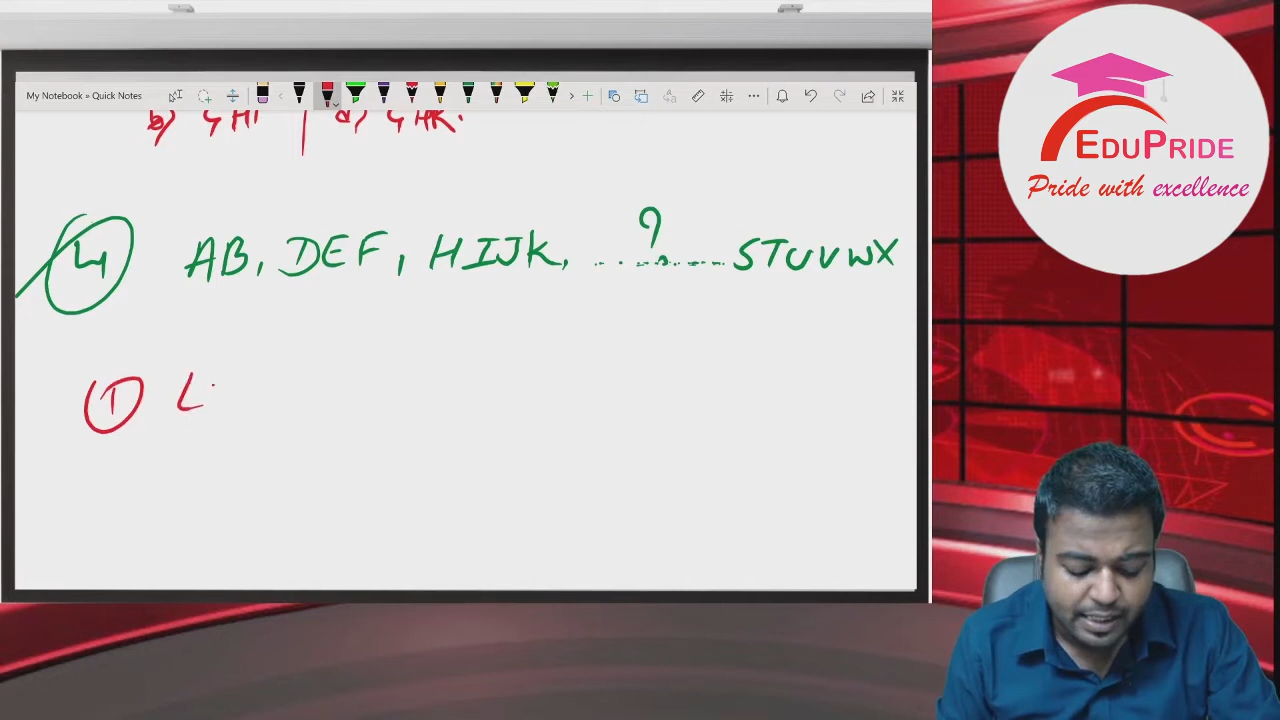 My Notebook » Quick Notes
EDUPRIDE
Pride with excellence
b)
4 AB, DEF, HIJK, ....?.... STUVWX
1 L